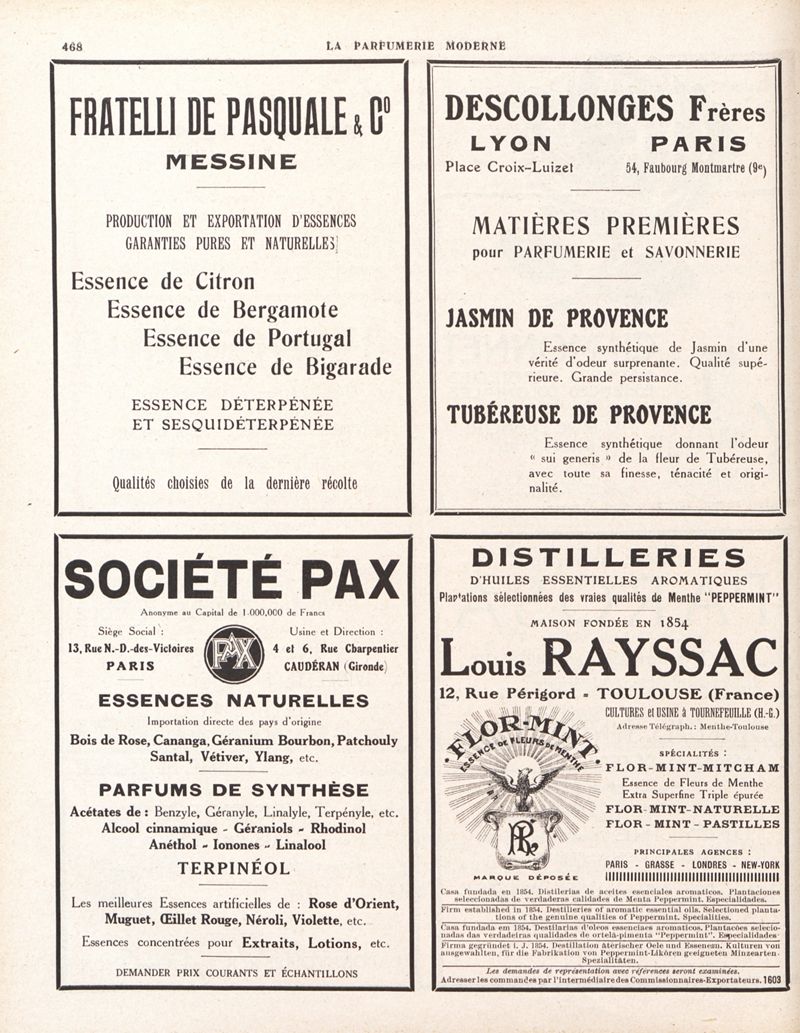 468
LA PARFUMERIE MODERNE
FRATELLI DE PASQUALE & Cº
MESSINE
PRODUCTION ET EXPORTATION D'ESSENCES
GARANTIES PURES ET NATURELLES
Essence de Citron
Essence de Bergamote
Essence de Portugal
Essence de Bigarade
ESSENCE DÉTERPÉNÉE
ET SESQUIDÉTERPÉNÉE
Qualités choisies de la dernière récolte
DESCOLLONGES Frères
LYON PARIS
Place Croix-Luizet 54, Faubourg Montmartre (9e)
MATIÈRES PREMIÈRES
pour PARFUMERIE et SAVONNERIE
JASMIN DE PROVENCE
Essence synthétique de Jasmin d'une
vérité d'odeur surprenante. Qualité supé-
rieure. Grande persistance.
TUBÉREUSE DE PROVENCE
Essence synthétique donnant l'odeur
« sui generis » de la fleur de Tubéreuse,
avec toute sa finesse, ténacité et origi-
nalité.
SOCIÉTÉ PAX
Anonyme au Capital de 1.000,000 de Francs
Siège Social :
13, Rue N.-D.-des-Victoires
PARIS
PAX
Usine et Direction :
4 et 6, Rue Charpentier
CAUDÉRAN (Gironde)
ESSENCES NATURELLES
Importation directe des pays d'origine
Bois de Rose, Cananga, Géranium Bourbon, Patchouly
Santal, Vétiver, Ylang, etc.
PARFUMS DE SYNTHÈSE
Acétates de : Benzyle, Géranyle, Linalyle, Terpényle, etc.
Alcool cinnamique - Géraniols - Rhodinol
Anéthol - Ionones - Linalool
TERPINÉOL
Les meilleures Essences artificielles de : Rose d'Orient,
Muguet, Œillet Rouge, Néroli, Violette, etc.
Essences concentrées pour Extraits, Lotions, etc.
DEMANDER PRIX COURANTS ET ÉCHANTILLONS
DISTILLERIES
D'HUILES ESSENTIELLES AROMATIQUES
Plantations sélectionnées des vraies qualités de Menthe "PEPPERMINT"
MAISON FONDÉE EN 1854
Louis RAYSSAC
12, Rue Périgord - TOULOUSE (France)
FLOR-MINT
ESSENCE DE FLEURS DE MENTHE
MARQUE DÉPOSÉE
CULTURES et USINE à TOURNEFEUILLE (H.-G.)
Adresse Télégraph. : Menthe-Toulouse
SPÉCIALITÉS :
FLOR-MINT-MITCHAM
Essence de Fleurs de Menthe
Extra Superfine Triple épurée
FLOR-MINT-NATURELLE
FLOR-MINT-PASTILLES
PRINCIPALES AGENCES :
PARIS - GRASSE - LONDRES - NEW-YORK
Casa fundada en 1854. Distilerias de aceites esenciales aromaticos. Plantaciones
seleccionadas de verdaderas calidades de Menta Peppermint. Especialidades.
Firm established in 1854. Destilleries of aromatic essential oils. Selectioned planta-
tions of the genuine qualities of Peppermint. Specialities.
Casa fundada em 1854. Destilarias d'oleos essenciaes aromaticos. Plantacões selecio-
nadas das verdadeiras qualidades de ortelà-pimenta "Peppermint". Especialidades
Firma gegründet i. J. 1854. Destillation äterischer Oele und Essenzen. Kulturen von
ausgewahlten, für die Fabrikation von Peppermint-Likören geeigneten Minzearten.
Spezialitäten.
Les demandes de représentation avec références seront examinées.
Adresser les commandes par l'intermédiaire des Commissionnaires-Exportateurs. 1603